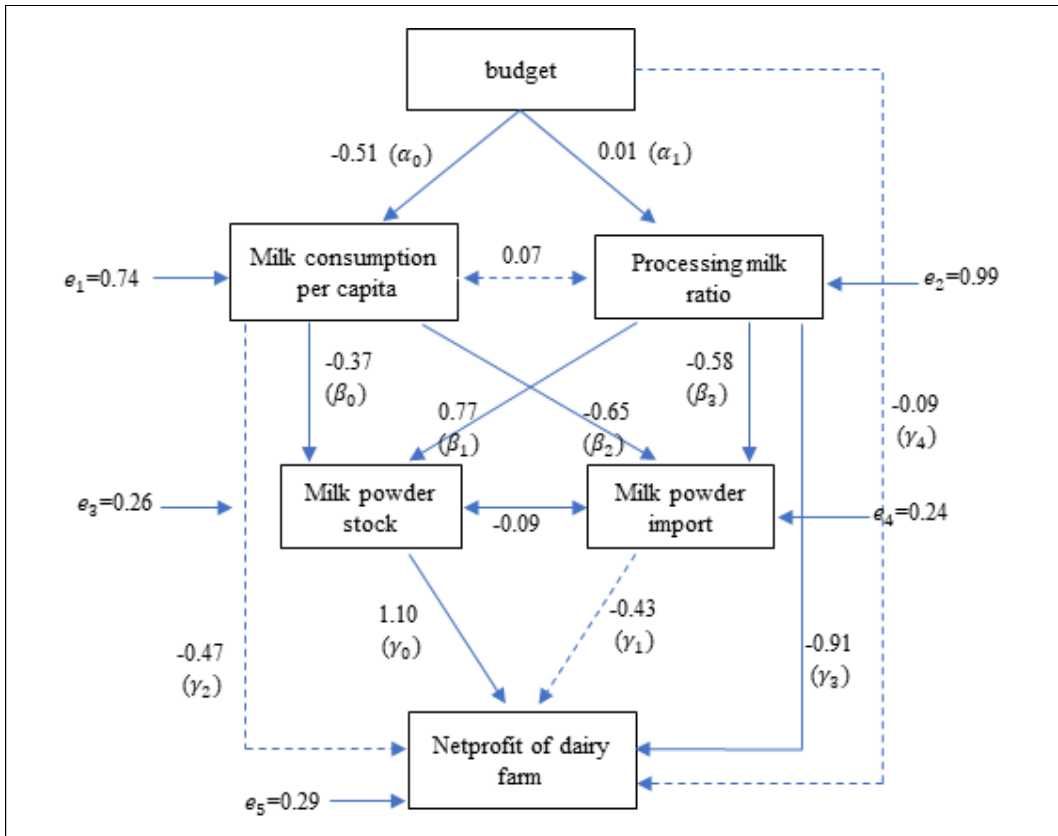 budget
-0.51 (α₀)
0.01 (α₁)
Milk consumption
per capita
0.07
Processing milk
ratio
e₁=0.74
e₂=0.99
-0.37
(β₀)
-0.58
(β₃)
0.77
(β₁)
-0.65
(β₂)
-0.09
(γ₄)
Milk powder
stock
Milk powder
import
e₃=0.26
-0.09
e₄=0.24
1.10
(γ₀)
-0.43
(γ₁)
-0.47
(γ₂)
-0.91
(γ₃)
Netprofit of dairy
farm
e₅=0.29